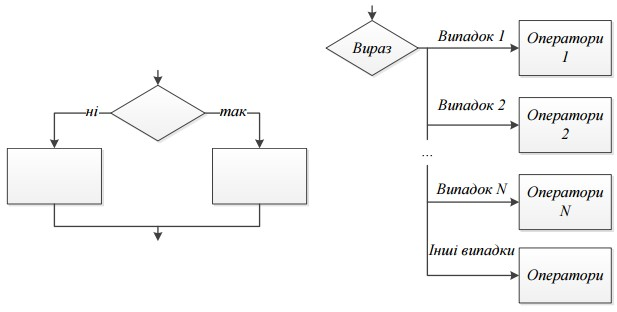 ні
так
Вираз
Випадок 1
Оператори
1
Випадок 2
Оператори
2
...
Випадок N
Оператори
N
Інші випадки
Оператори